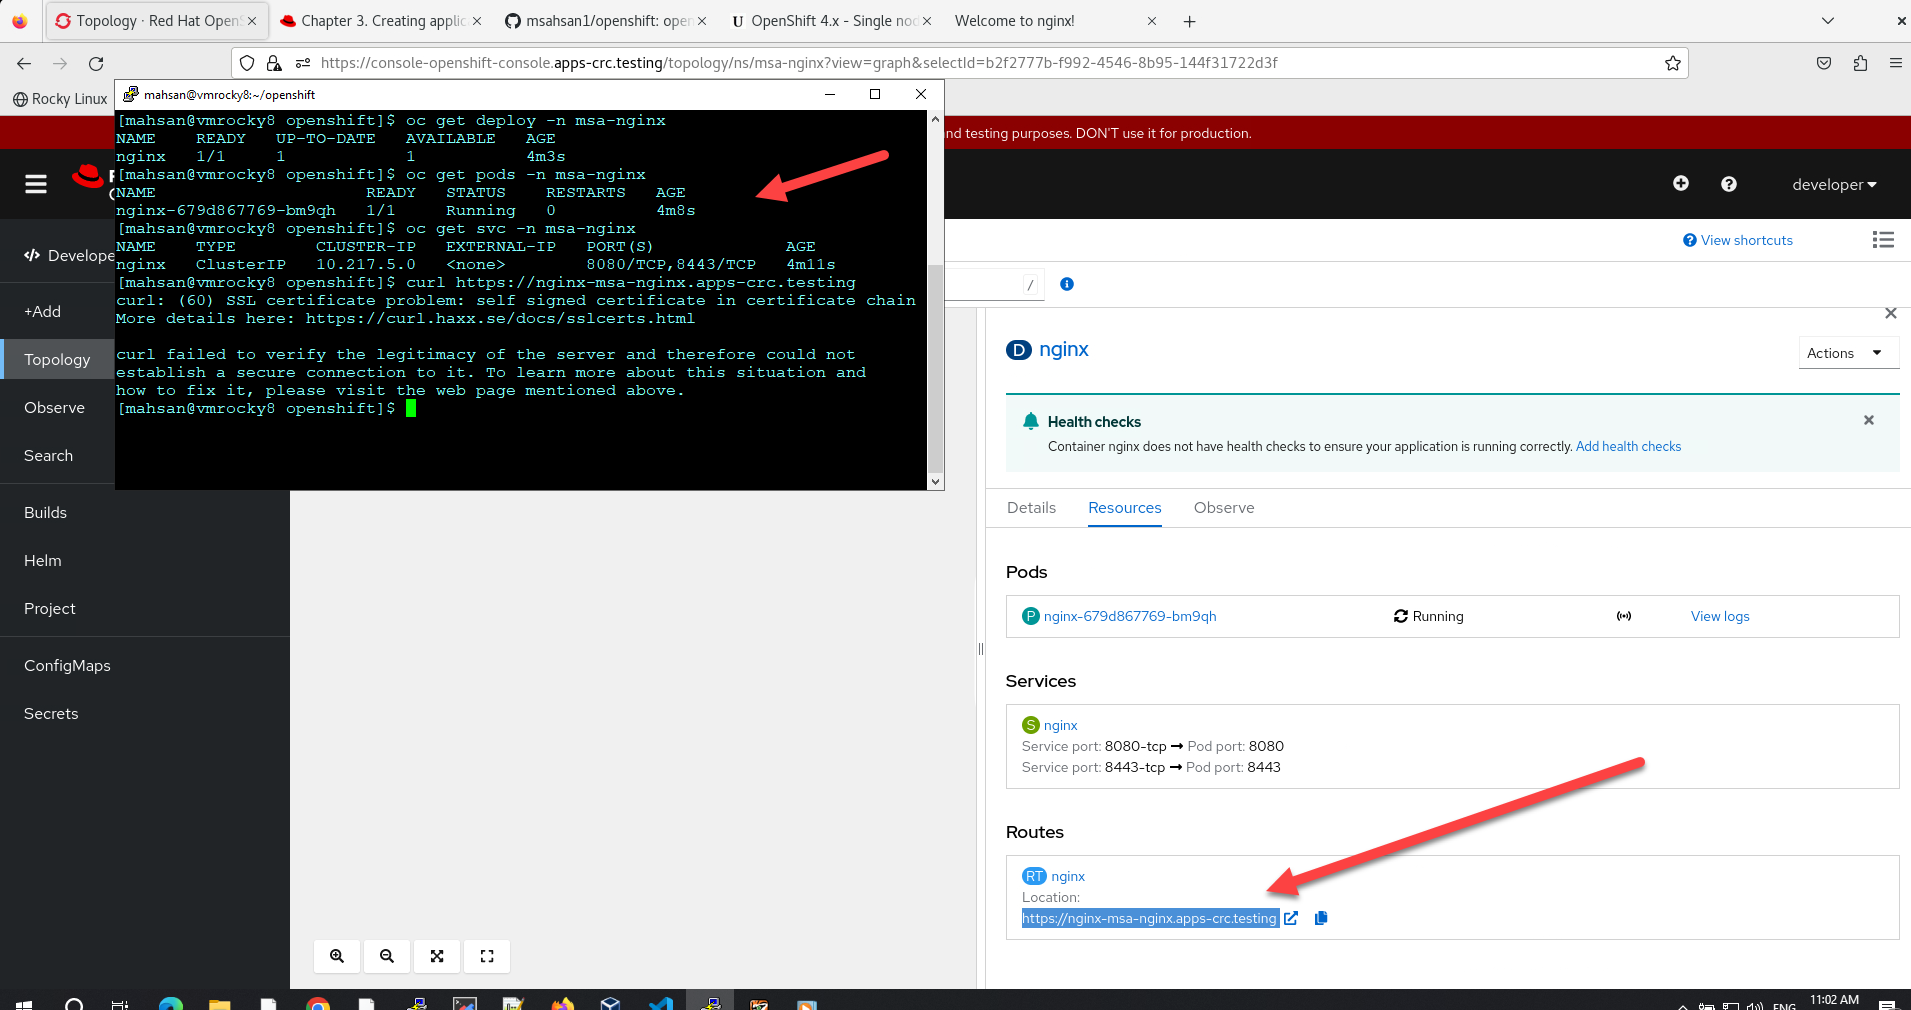 Topology · Red Hat OpenS
Chapter 3. Creating applic
msahsan1/openshift: open
U OpenShift 4.x - Single noc
Welcome to nginx!
https://console-openshift-console.apps-crc.testing/topology/ns/msa-nginx?view=graph&selectId=b2f2777b-f992-4546-8b95-144f31722d3f
Rocky Linux
mahsan@vmrocky8:~/openshift
[mahsan@vmrocky8 openshift]$ oc get deploy -n msa-nginx
NAME READY UP-TO-DATE AVAILABLE AGE
nginx 1/1 1 1 4m3s
[mahsan@vmrocky8 openshift]$ oc get pods -n msa-nginx
NAME READY STATUS RESTARTS AGE
nginx-679d867769-bm9qh 1/1 Running 0 4m8s
[mahsan@vmrocky8 openshift]$ oc get svc -n msa-nginx
NAME TYPE CLUSTER-IP EXTERNAL-IP PORT(S) AGE
nginx ClusterIP 10.217.5.0 <none> 8080/TCP,8443/TCP 4m11s
[mahsan@vmrocky8 openshift]$ curl https://nginx-msa-nginx.apps-crc.testing
curl: (60) SSL certificate problem: self signed certificate in certificate chain
More details here: https://curl.haxx.se/docs/sslcerts.html
curl failed to verify the legitimacy of the server and therefore could not
establish a secure connection to it. To learn more about this situation and
how to fix it, please visit the web page mentioned above.
[mahsan@vmrocky8 openshift]$
nd testing purposes. DON'T use it for production.
developer
View shortcuts
/
</> Develope
+Add
Topology
Observe
Search
Builds
Helm
Project
ConfigMaps
Secrets
D nginx
Actions
Health checks
Container nginx does not have health checks to ensure your application is running correctly. Add health checks
Details Resources Observe
Pods
P nginx-679d867769-bm9qh Running View logs
Services
S nginx
Service port: 8080-tcp → Pod port: 8080
Service port: 8443-tcp → Pod port: 8443
Routes
RT nginx
Location:
https://nginx-msa-nginx.apps-crc.testing
ENG
11:02 AM